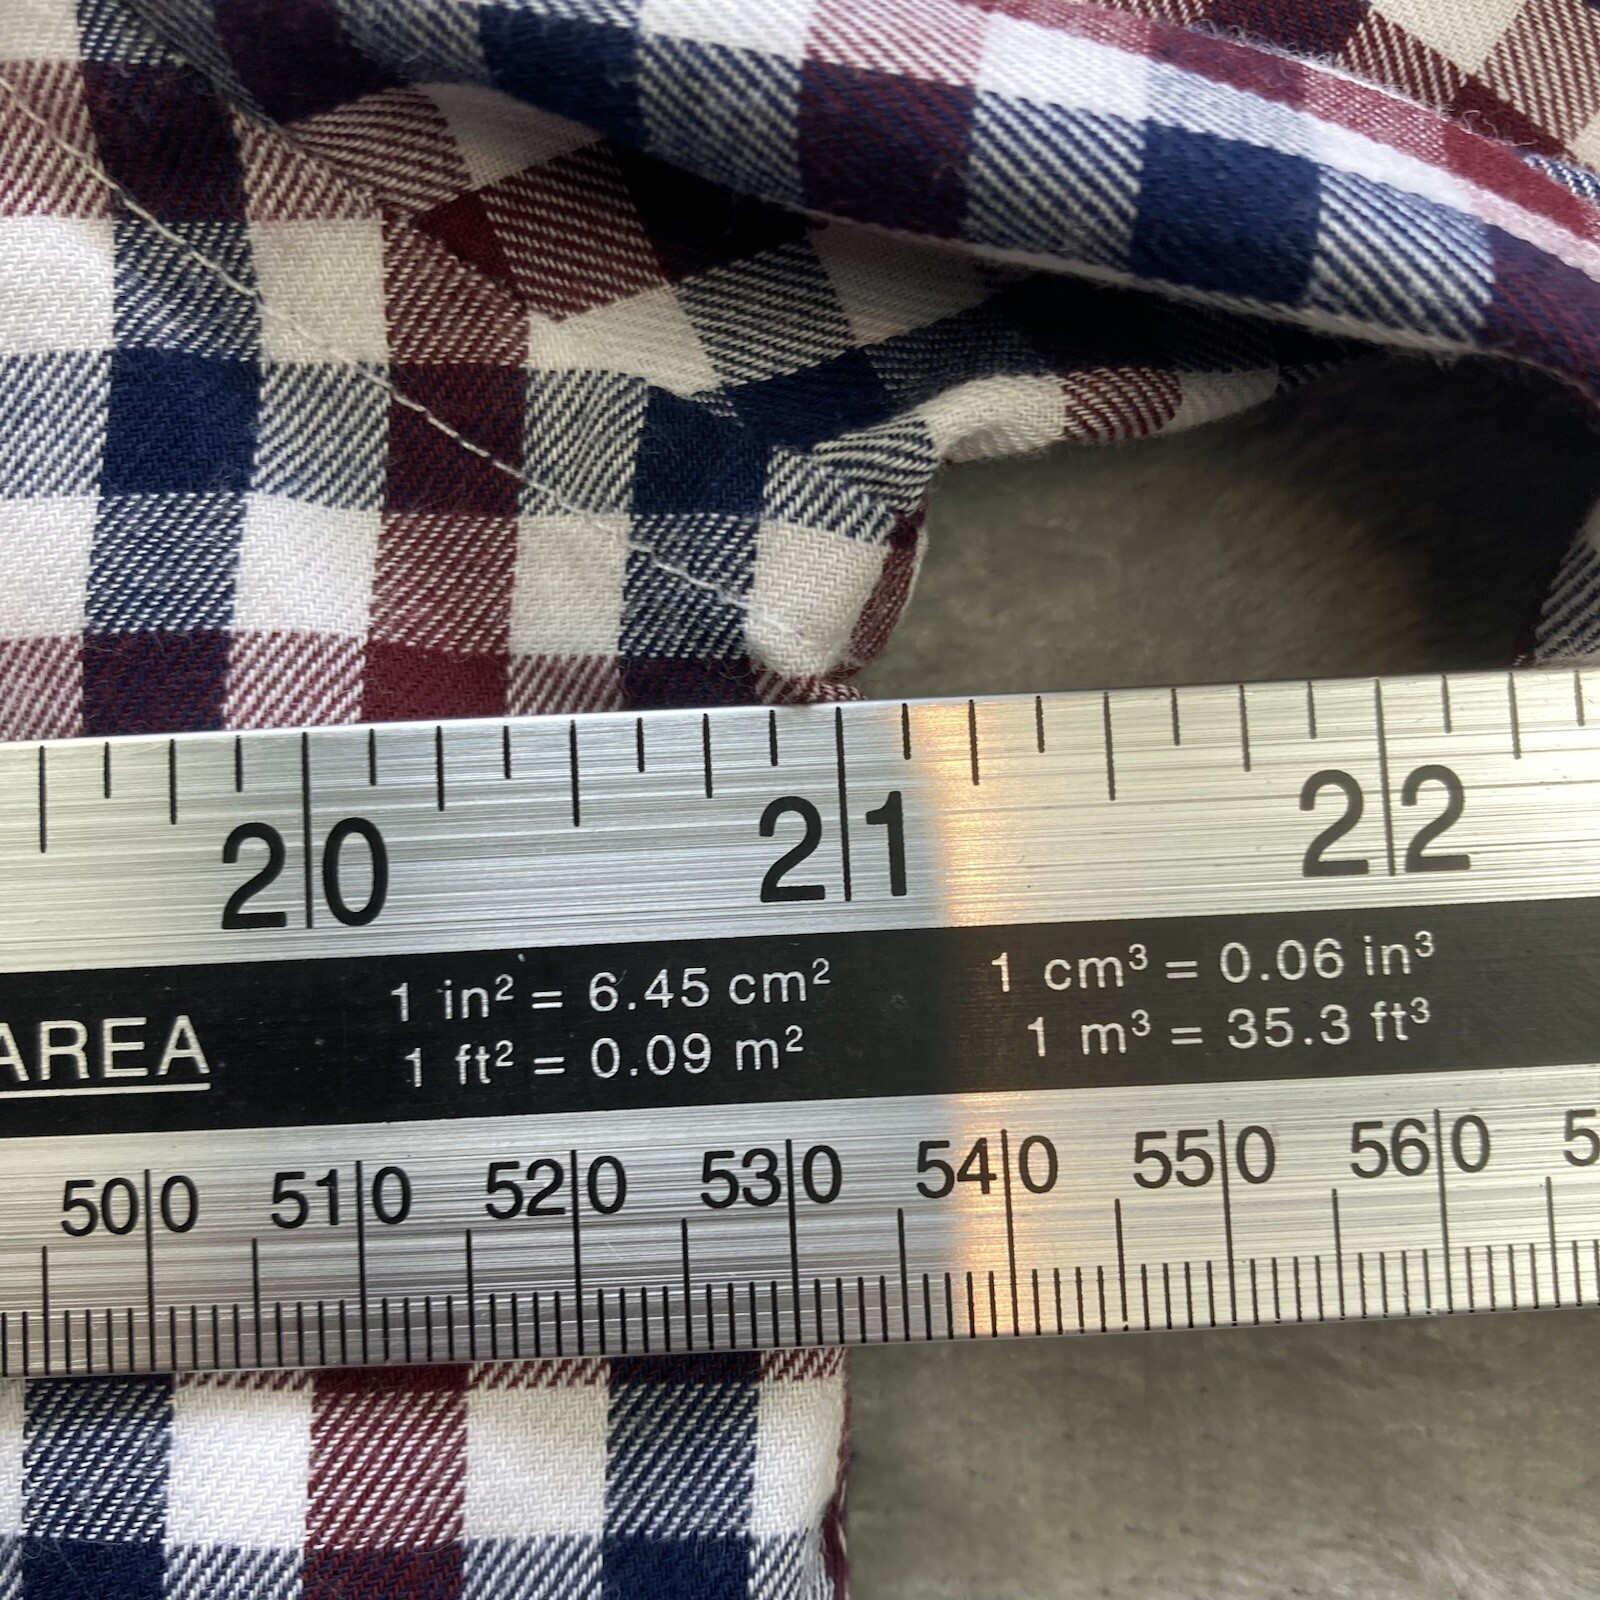 20 21 22
AREA
1 in² = 6.45 cm²
1 ft² = 0.09 m²
1 cm³ = 0.06 in³
1 m³ = 35.3 ft³
500 510 520 530 540 550 560 5